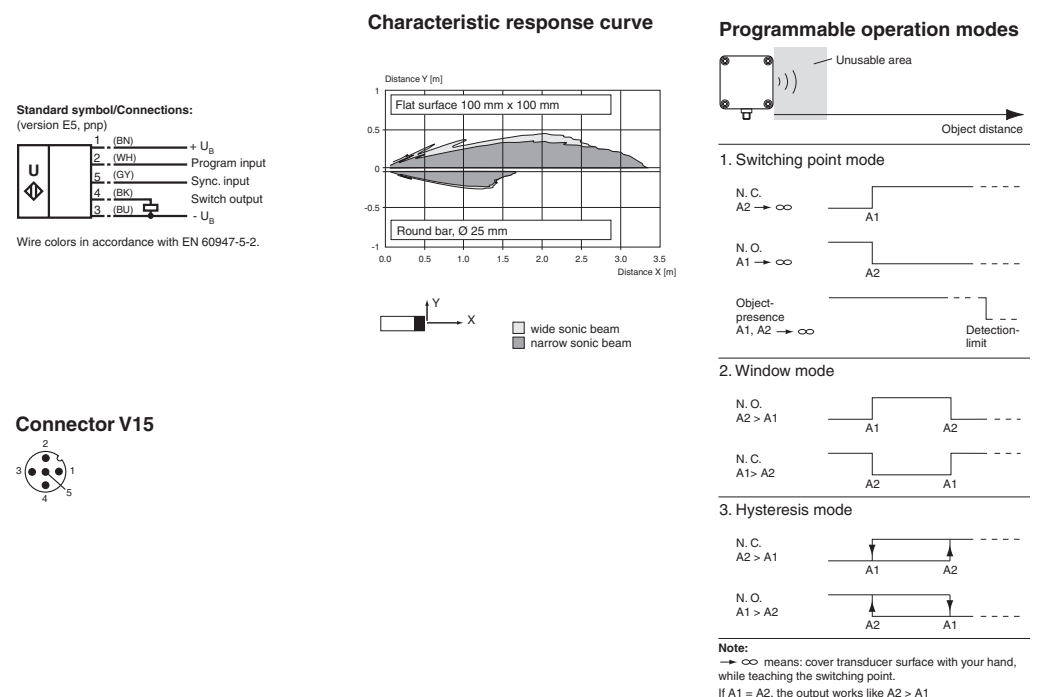 Characteristic response curve
Programmable operation modes
Standard symbol/Connections:
(version E5, pnp)
U
1 (BN) + UB
2 (WH) Program input
5 (GY) Sync. input
4 (BK) Switch output
3 (BU) - UB
Wire colors in accordance with EN 60947-5-2.
Connector V15
2
3 1
4 5
Distance Y [m]
1
Flat surface 100 mm x 100 mm
0.5
0
-0.5
Round bar, Ø 25 mm
-1
0.0 0.5 1.0 1.5 2.0 2.5 3.0 3.5
Distance X [m]
Y
X
wide sonic beam
narrow sonic beam
Unusable area
Object distance
1. Switching point mode
N. C.
A2 → ∞
A1
N. O.
A1 → ∞
A2
Object-
presence
A1, A2 → ∞
Detection-
limit
2. Window mode
N. O.
A2 > A1
A1 A2
N. C.
A1> A2
A2 A1
3. Hysteresis mode
N. C.
A2 > A1
A1 A2
N. O.
A1 > A2
A2 A1
Note:
→ ∞ means: cover transducer surface with your hand,
while teaching the switching point.
If A1 = A2, the output works like A2 > A1